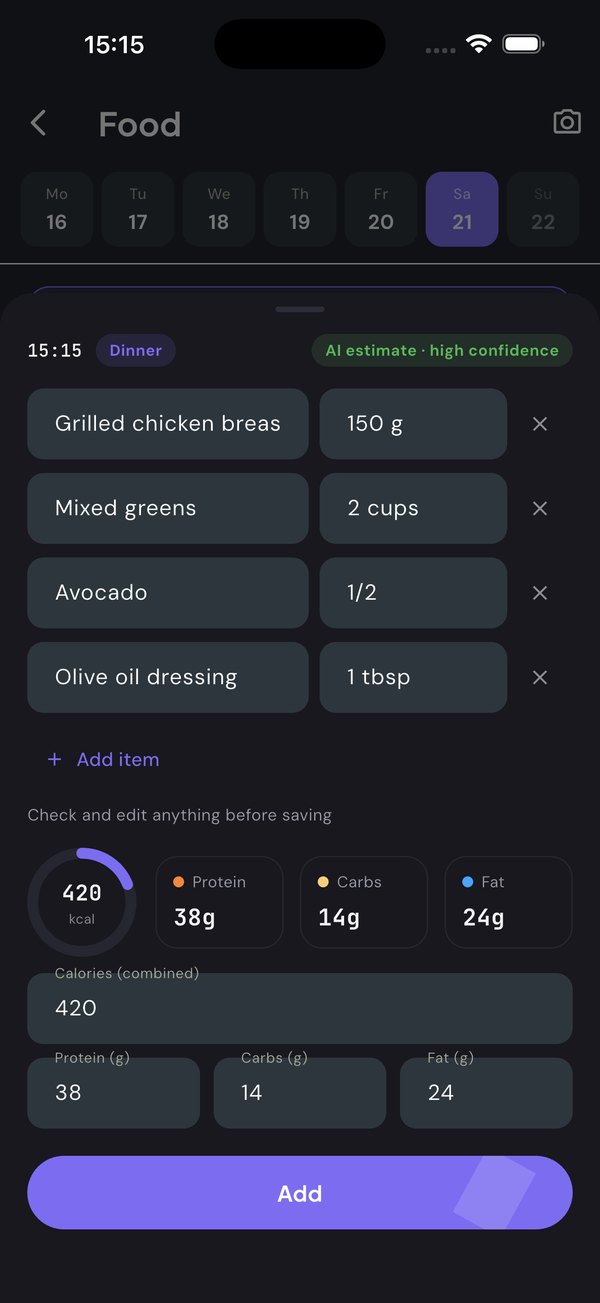 15:15
Food
Mo Tu We Th Fr Sa Su
16 17 18 19 20 21 22
15:15 Dinner AI estimate · high confidence
Grilled chicken breas 150 g
Mixed greens 2 cups
Avocado 1/2
Olive oil dressing 1 tbsp
+ Add item
Check and edit anything before saving
420 kcal
Protein 38g
Carbs 14g
Fat 24g
Calories (combined)
420
Protein (g) Carbs (g) Fat (g)
38 14 24
Add